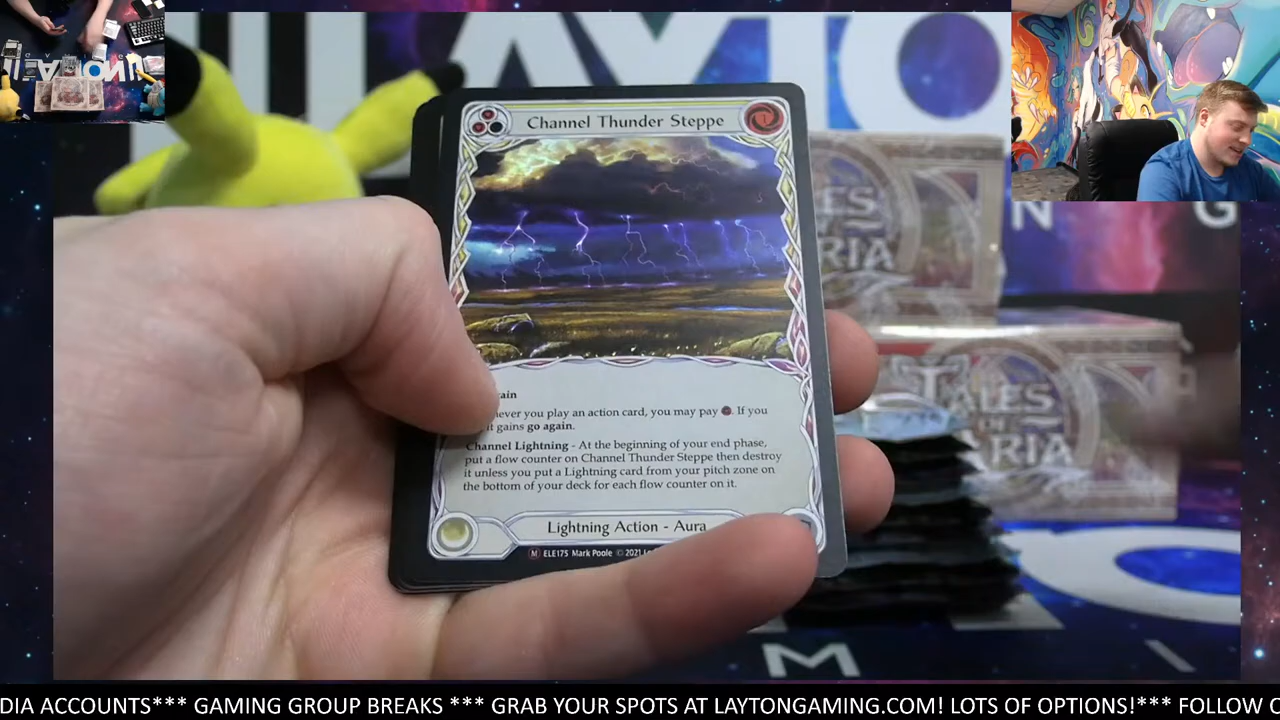 Channel Thunder Steppe
1
ain
never you play an action card, you may pay . If you
it gains go again.
Channel Lightning - At the beginning of your end phase,
put a flow counter on Channel Thunder Steppe then destroy
it unless you put a Lightning card from your pitch zone on
the bottom of your deck for each flow counter on it.
Lightning Action - Aura
M ELE175 Mark Poole © 2021
TALES
OF
ARIA
N G
M
DIA ACCOUNTS*** GAMING GROUP BREAKS *** GRAB YOUR SPOTS AT LAYTONGAMING.COM! LOTS OF OPTIONS!*** FOLLOW